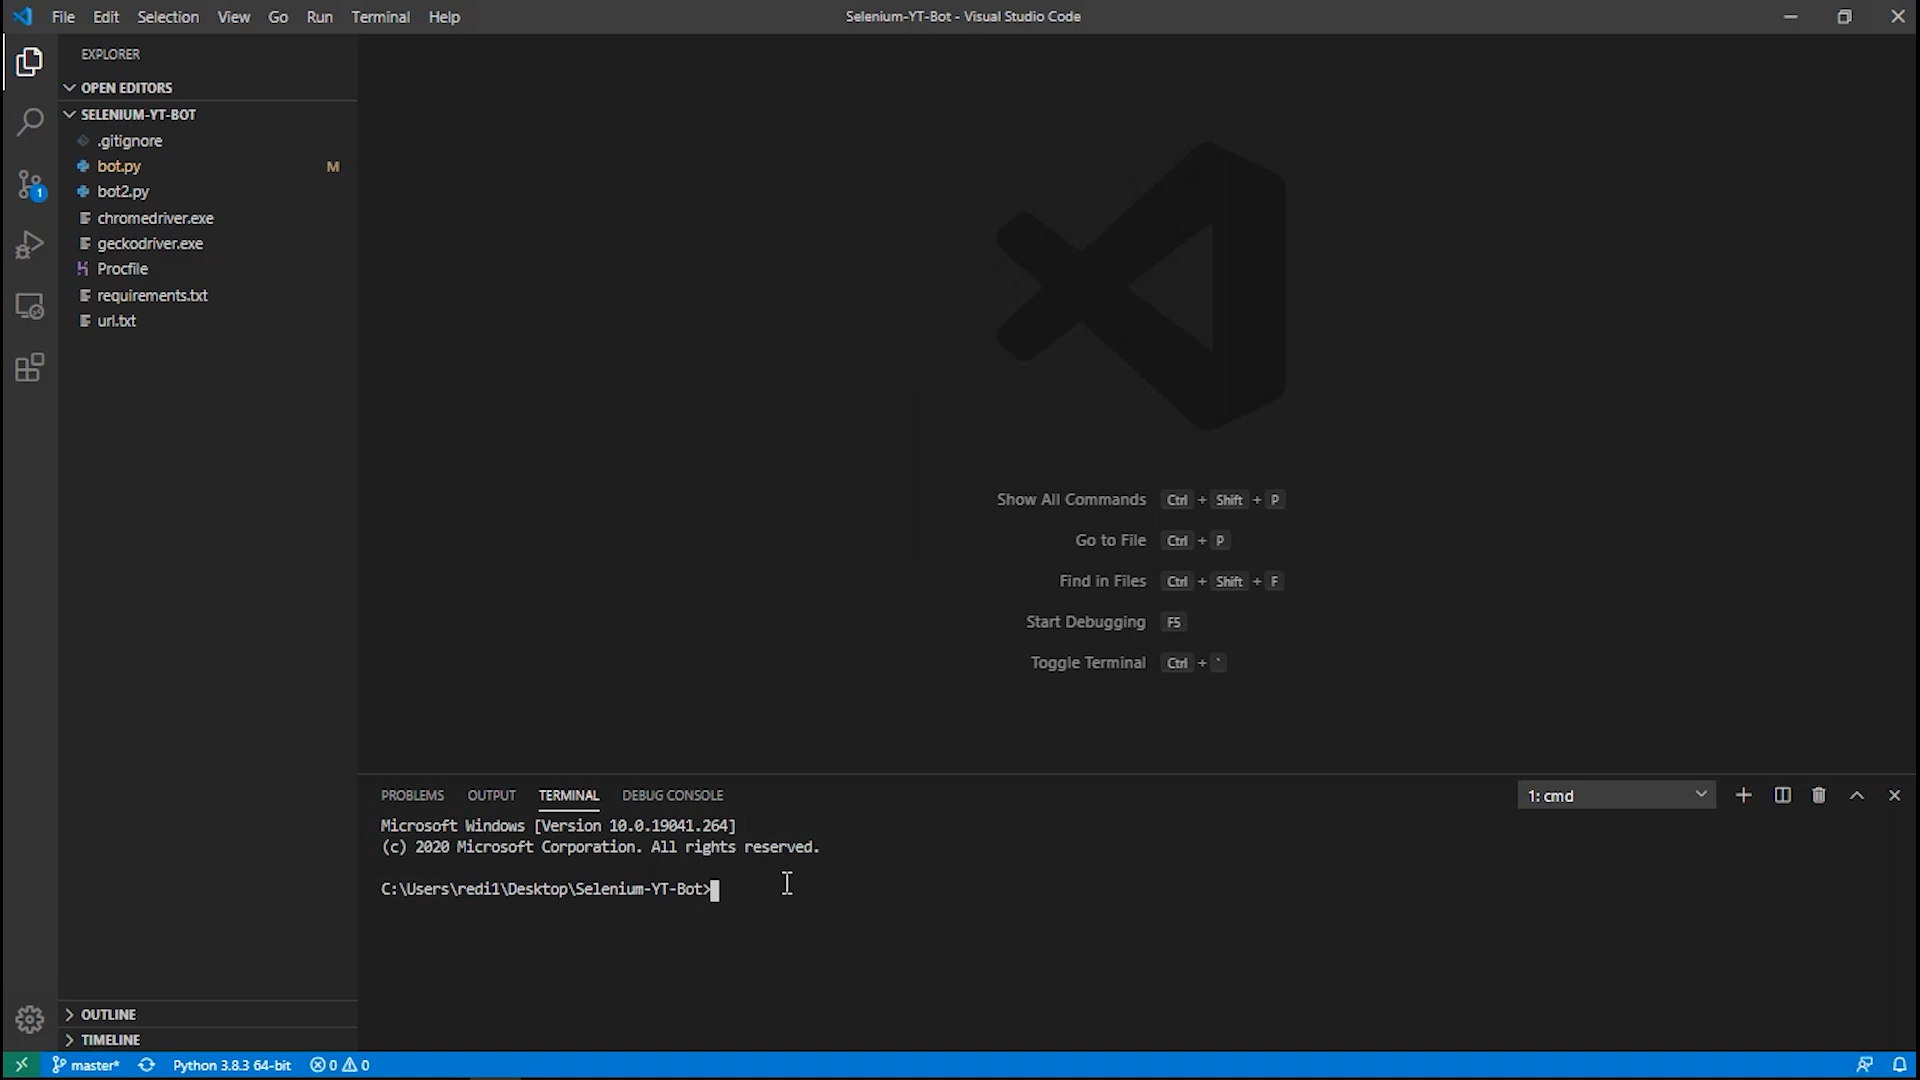 File Edit Selection View Go Run Terminal Help
Selenium-YT-Bot - Visual Studio Code
EXPLORER
OPEN EDITORS
SELENIUM-YT-BOT
.gitignore
bot.py M
bot2.py
1
chromedriver.exe
geckodriver.exe
Procfile
requirements.txt
url.txt
Show All Commands Ctrl + Shift + P
Go to File Ctrl + P
Find in Files Ctrl + Shift + F
Start Debugging F5
Toggle Terminal Ctrl + `
PROBLEMS OUTPUT TERMINAL DEBUG CONSOLE 1: cmd
Microsoft Windows [Version 10.0.19041.264]
(c) 2020 Microsoft Corporation. All rights reserved.
C:\Users\redi1\Desktop\Selenium-YT-Bot>
OUTLINE
TIMELINE
master* Python 3.8.3 64-bit 0 0